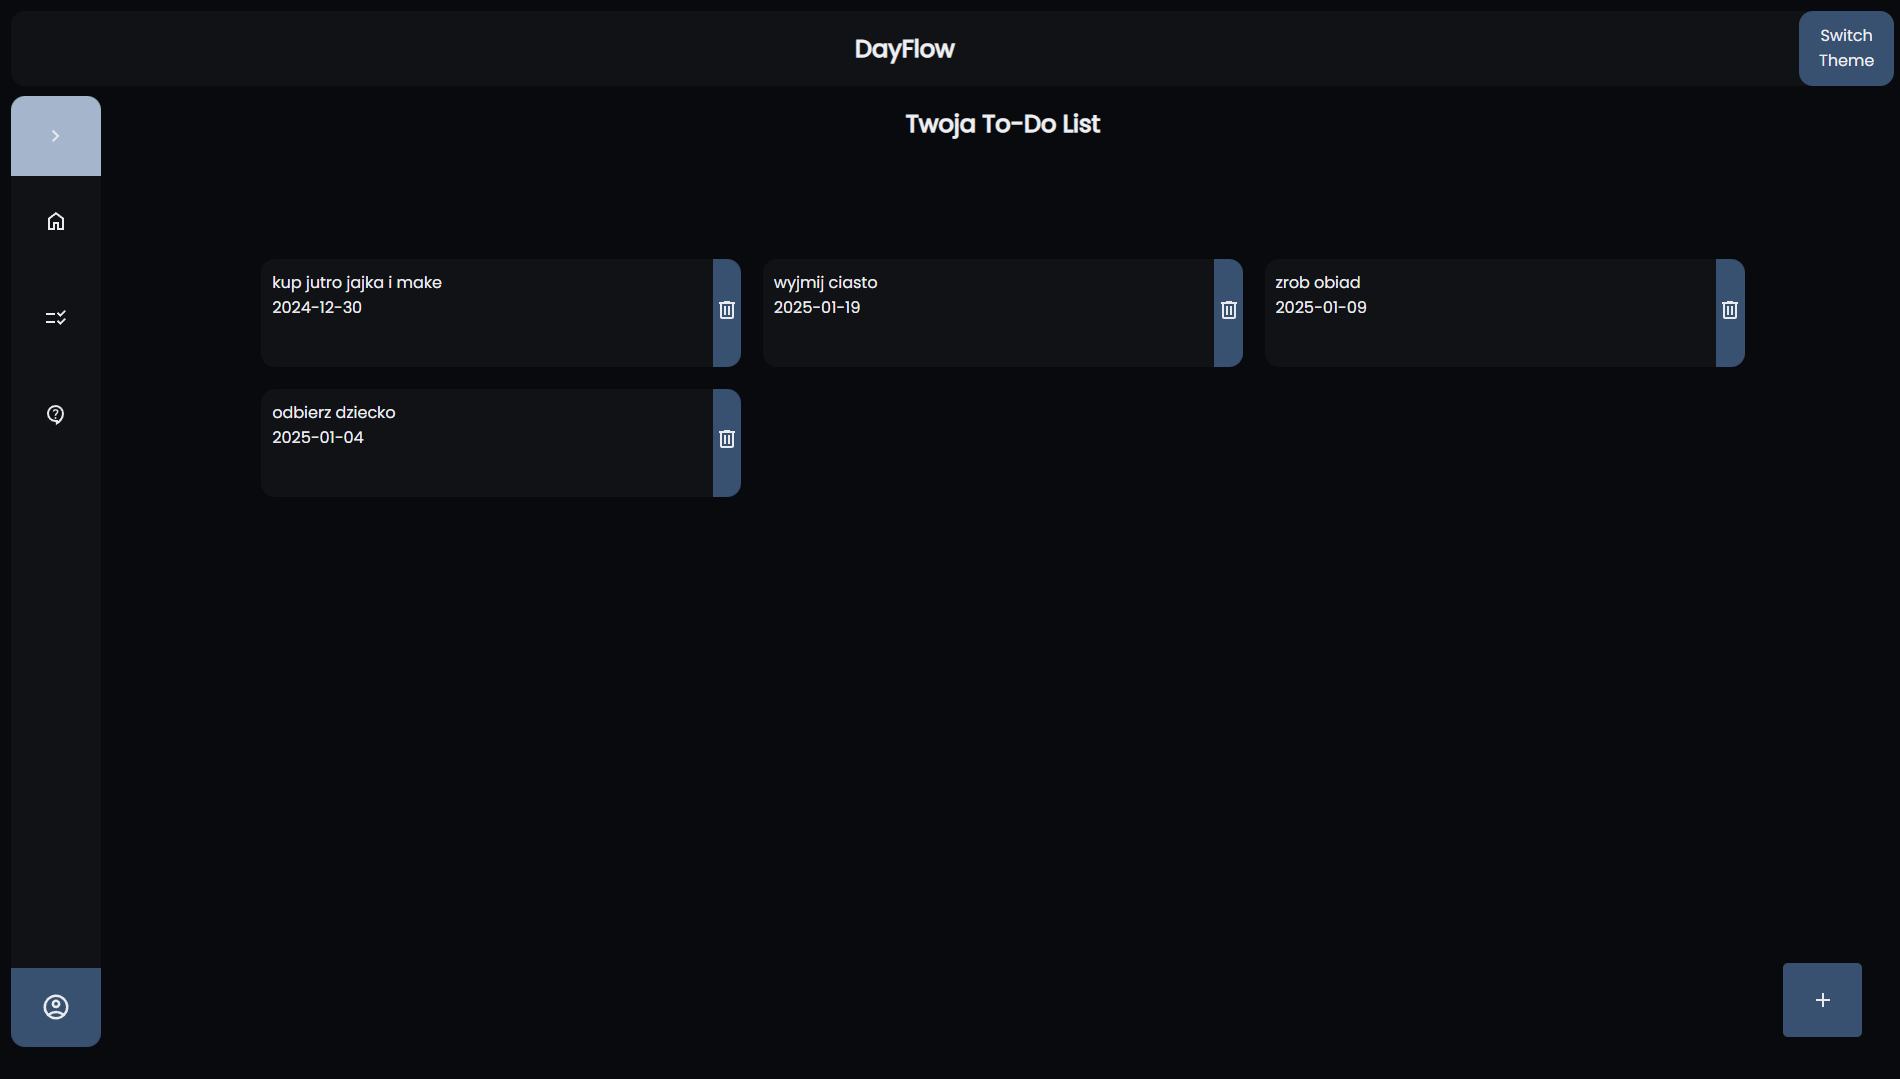 DayFlow
Switch
Theme
Twoja To-Do List
kup jutro jajka i make
2024-12-30
wyjmij ciasto
2025-01-19
zrob obiad
2025-01-09
odbierz dziecko
2025-01-04